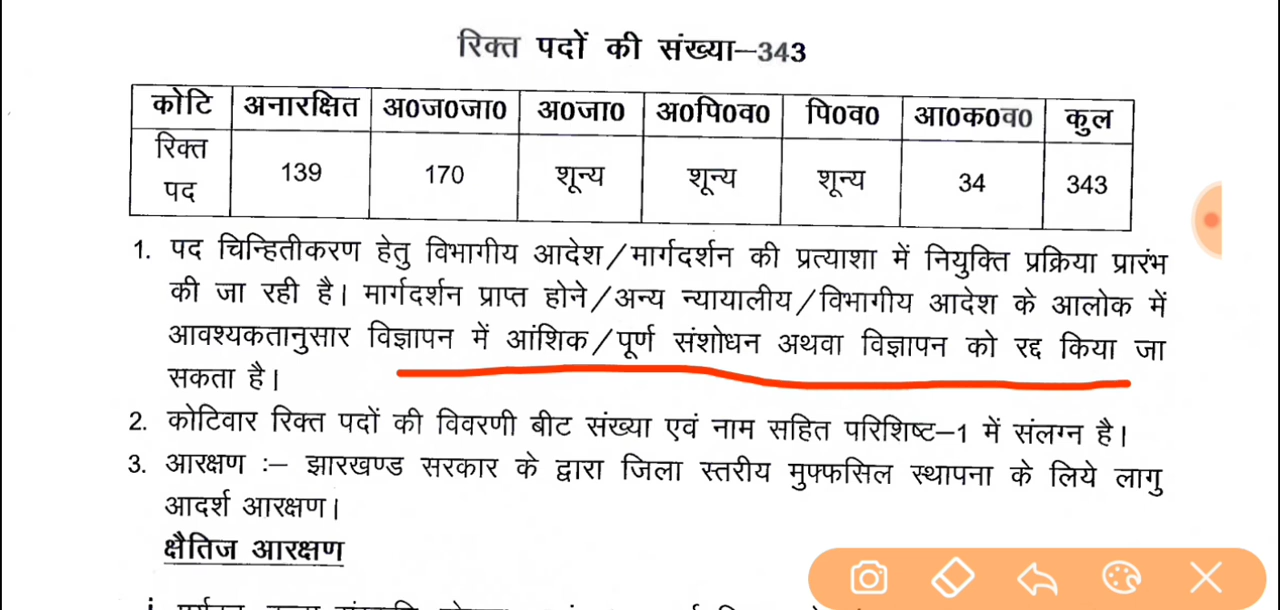 रिक्त पदों की संख्या–343
कोटि अनारक्षित अ0ज0जा0 अ0जा0 अ0पि0व0 पि0व0 आ0क0व0 कुल
रिक्त पद 139 170 शून्य शून्य शून्य 34 343
1. पद चिन्हितीकरण हेतु विभागीय आदेश/मार्गदर्शन की प्रत्याशा में नियुक्ति प्रक्रिया प्रारंभ
की जा रही है। मार्गदर्शन प्राप्त होने/अन्य न्यायालीय/विभागीय आदेश के आलोक में
आवश्यकतानुसार विज्ञापन में आंशिक/पूर्ण संशोधन अथवा विज्ञापन को रद्द किया जा
सकता है।
2. कोटिवार रिक्त पदों की विवरणी बीट संख्या एवं नाम सहित परिशिष्ट–1 में संलग्न है।
3. आरक्षण :– झारखण्ड सरकार के द्वारा जिला स्तरीय मुफ्फसिल स्थापना के लिये लागु
आदर्श आरक्षण।
क्षैतिज आरक्षण